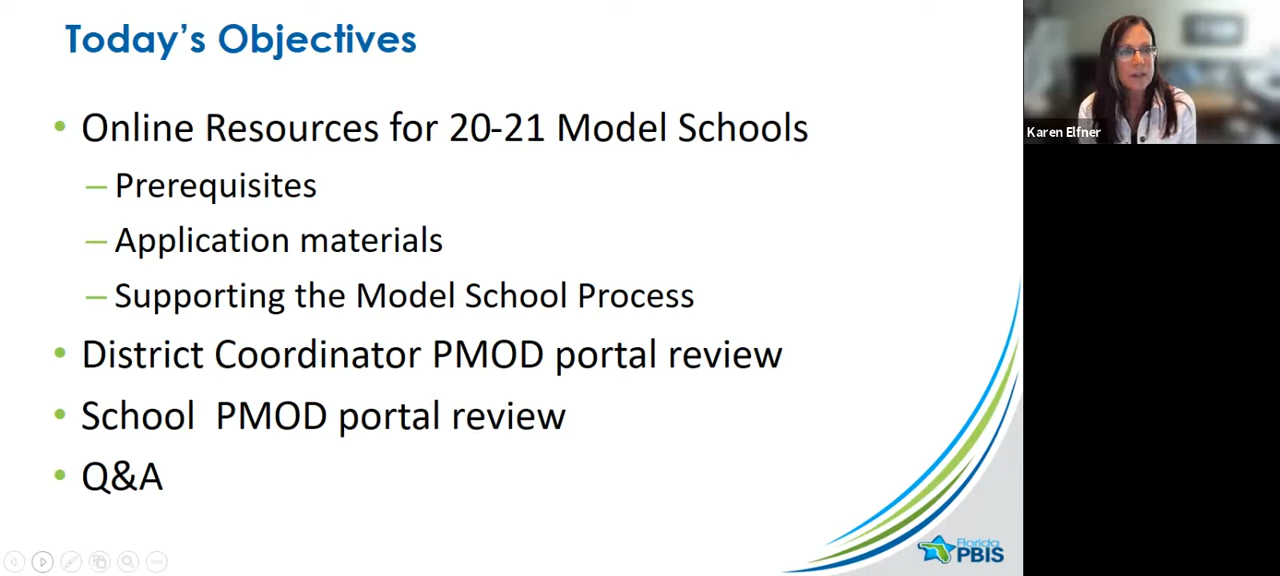 Today's Objectives
• Online Resources for 20-21 Model Schools
– Prerequisites
– Application materials
– Supporting the Model School Process
• District Coordinator PMOD portal review
• School PMOD portal review
• Q&A
Karen Elfner
Florida
PBIS